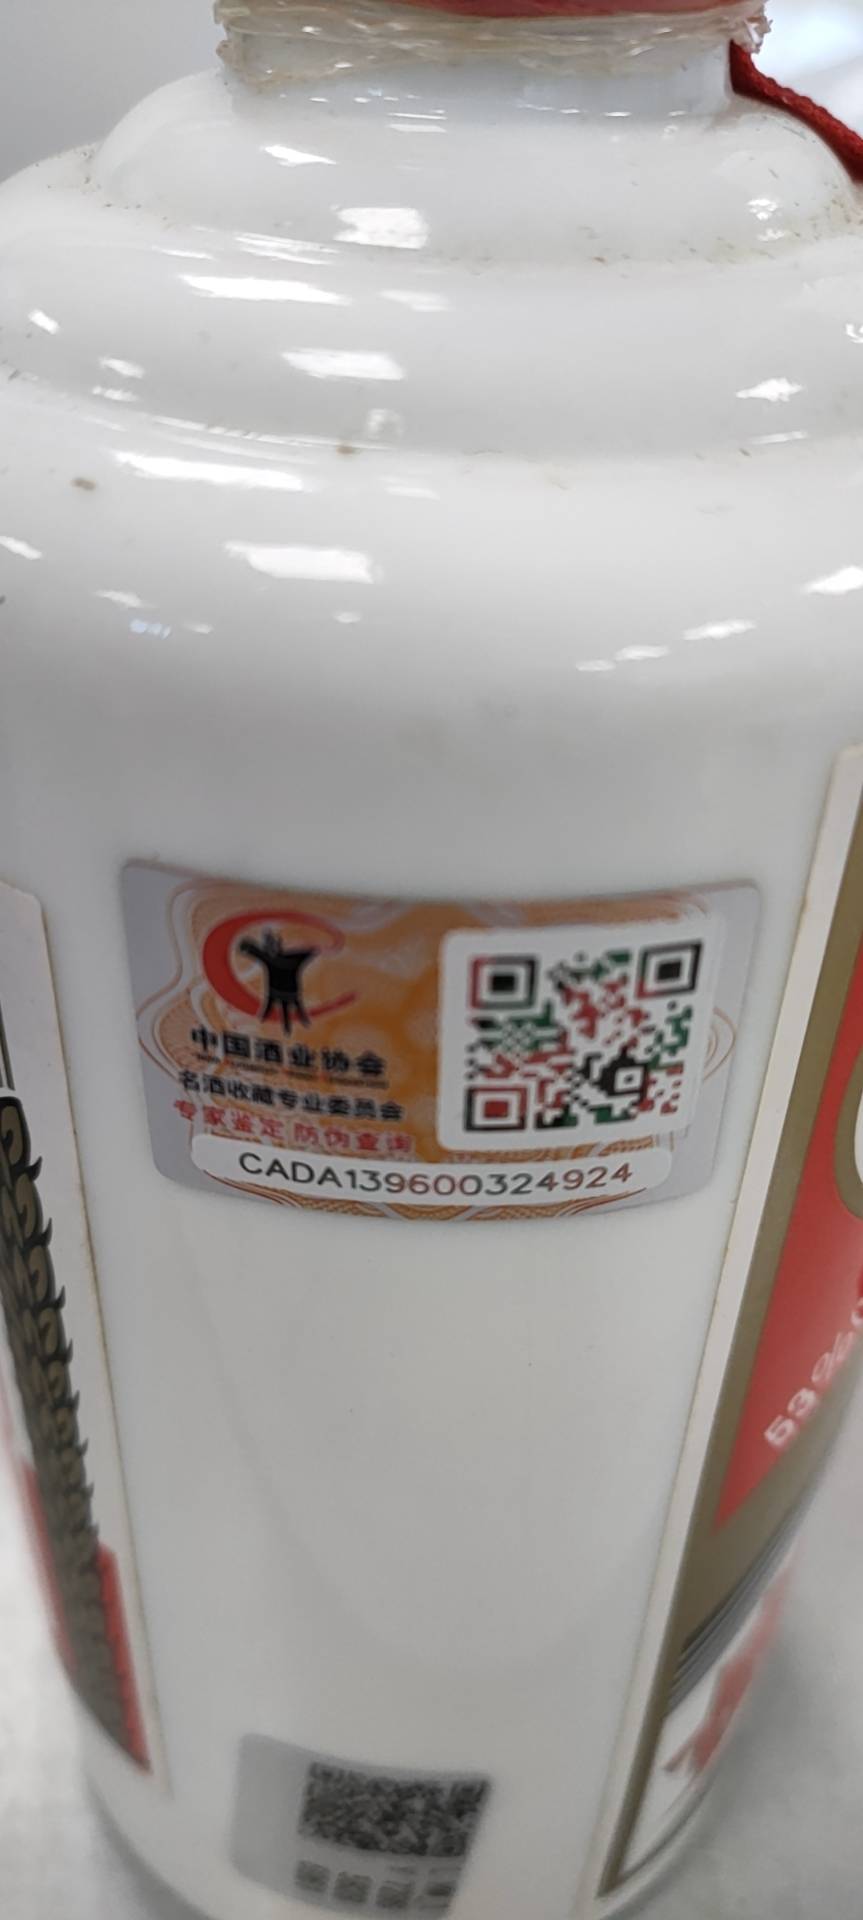 中国酒业协会
名酒收藏专业委员会
专家鉴定 防伪查询
CADA139600324924
53%